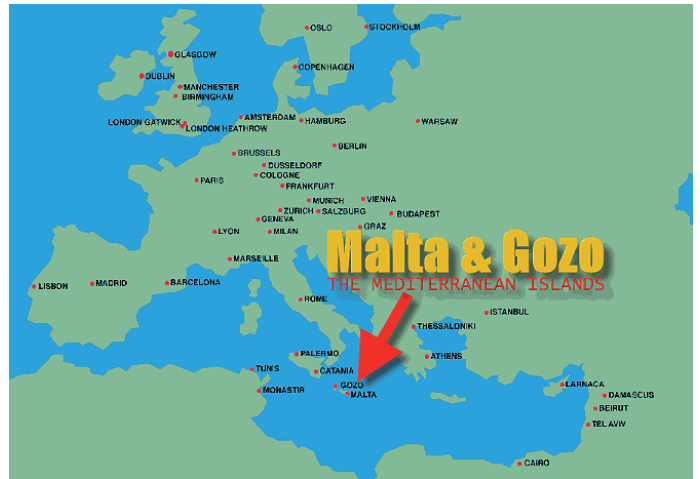 OSLO
STOCKHOLM
GLASGOW
COPENHAGEN
DUBLIN
MANCHESTER
BIRMINGHAM
LONDON GATWICK
LONDON HEATHROW
AMSTERDAM
HAMBURG
WARSAW
BERLIN
BRUSSELS
DUSSELDORF
COLOGNE
PARIS
FRANKFURT
MUNICH
VIENNA
ZURICH
SALZBURG
BUDAPEST
GENEVA
GRAZ
LYON
MILAN
Malta & Gozo
THE MEDITERRANEAN ISLANDS
MARSEILLE
LISBON
MADRID
BARCELONA
ROME
ISTANBUL
THESSALONIKI
PALERMO
ATHENS
TUNIS
CATANIA
GOZO
MALTA
MONASTIR
LARNACA
DAMASCUS
BEIRUT
TEL AVIV
CAIRO